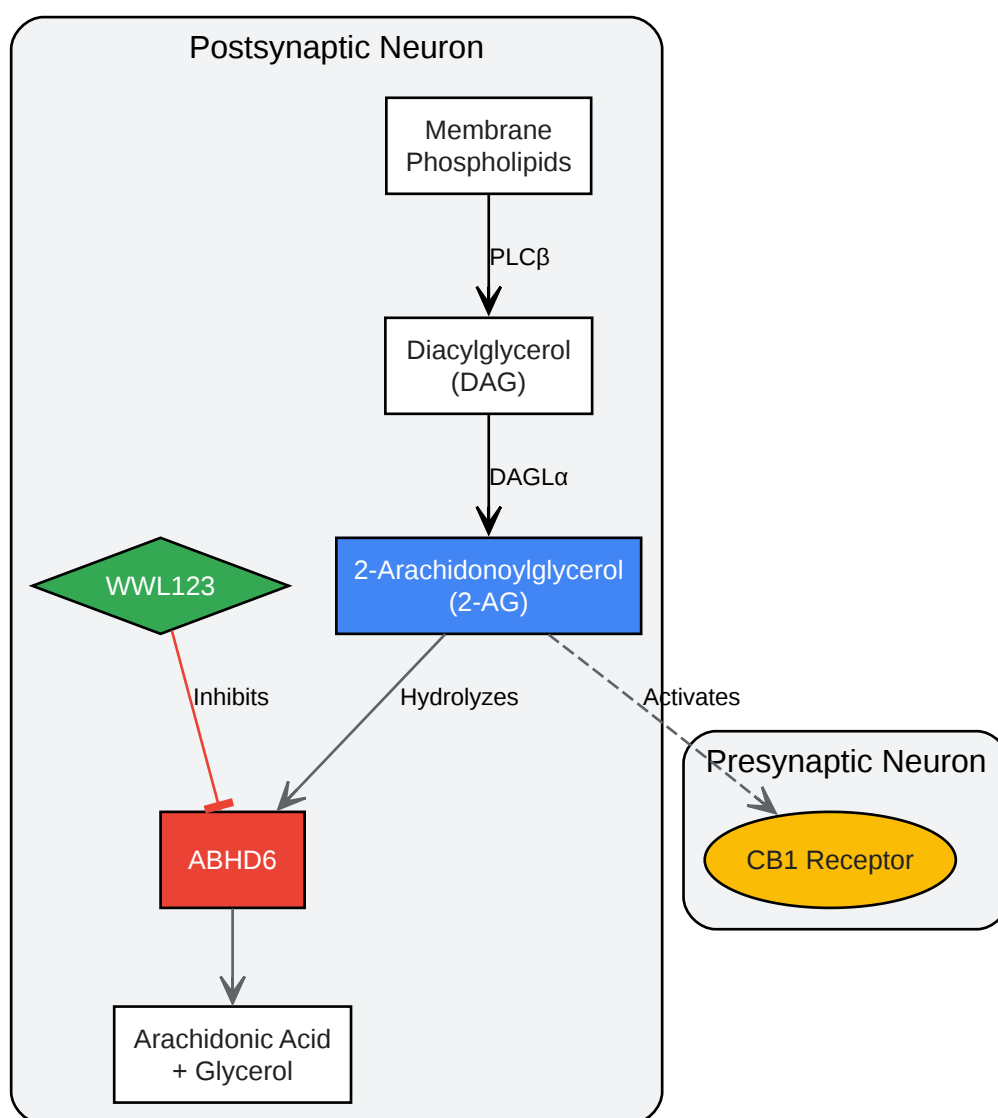 Postsynaptic Neuron
Membrane
Phospholipids
PLCβ
Diacylglycerol
(DAG)
DAGLα
WWL123
2-Arachidonoylglycerol
(2-AG)
Inhibits
Hydrolyzes
Activates
Presynaptic Neuron
ABHD6
CB1 Receptor
Arachidonic Acid
+ Glycerol